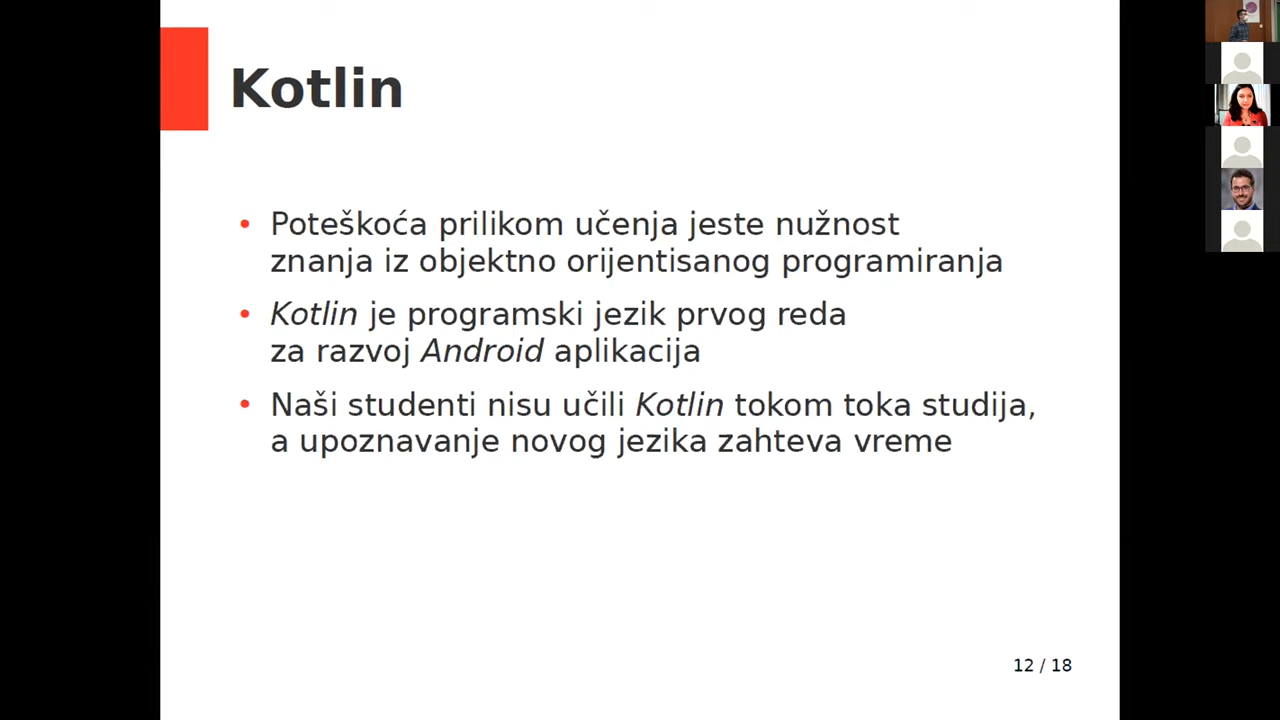 Kotlin
• Poteškoća prilikom učenja jeste nužnost
znanja iz objektno orijentisanog programiranja
• Kotlin je programski jezik prvog reda
za razvoj Android aplikacija
• Naši studenti nisu učili Kotlin tokom toka studija,
a upoznavanje novog jezika zahteva vreme
12 / 18